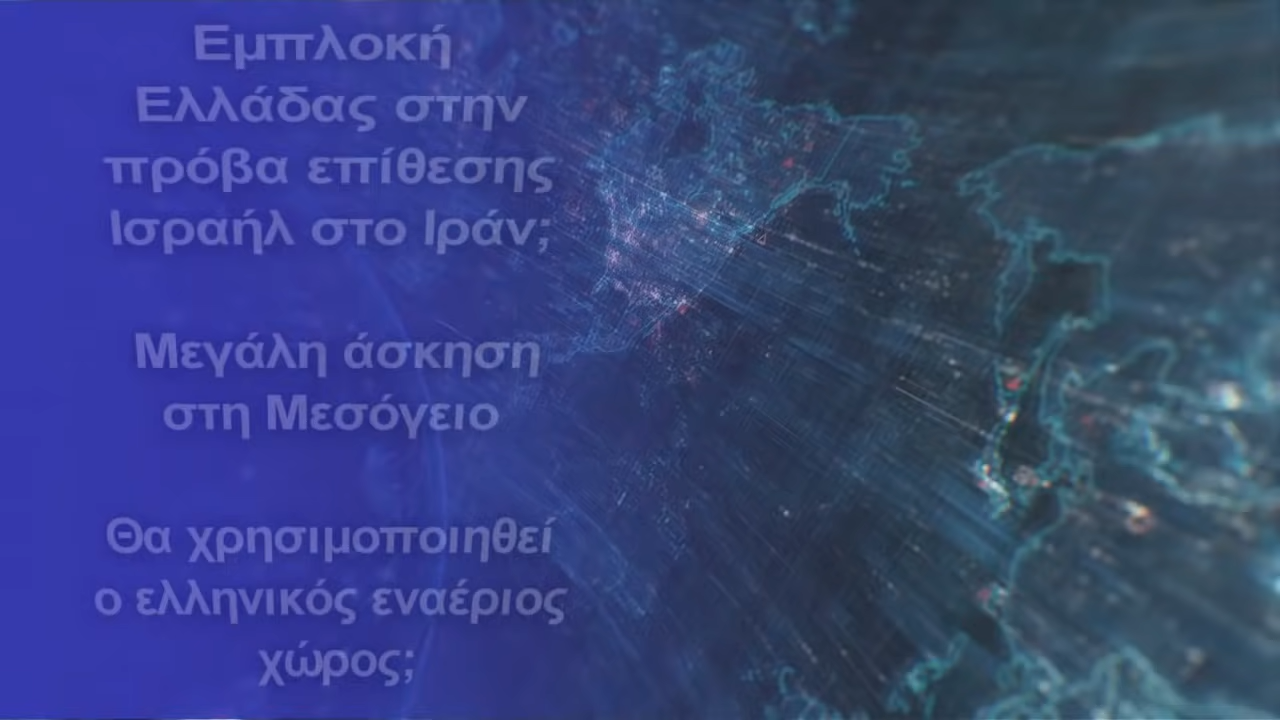 Εμπλοκή
Ελλάδας στην
πρόβα επίθεσης
Ισραήλ στο Ιράν;
Μεγάλη άσκηση
στη Μεσόγειο
Θα χρησιμοποιηθεί
ο ελληνικός εναέριος
χώρος;